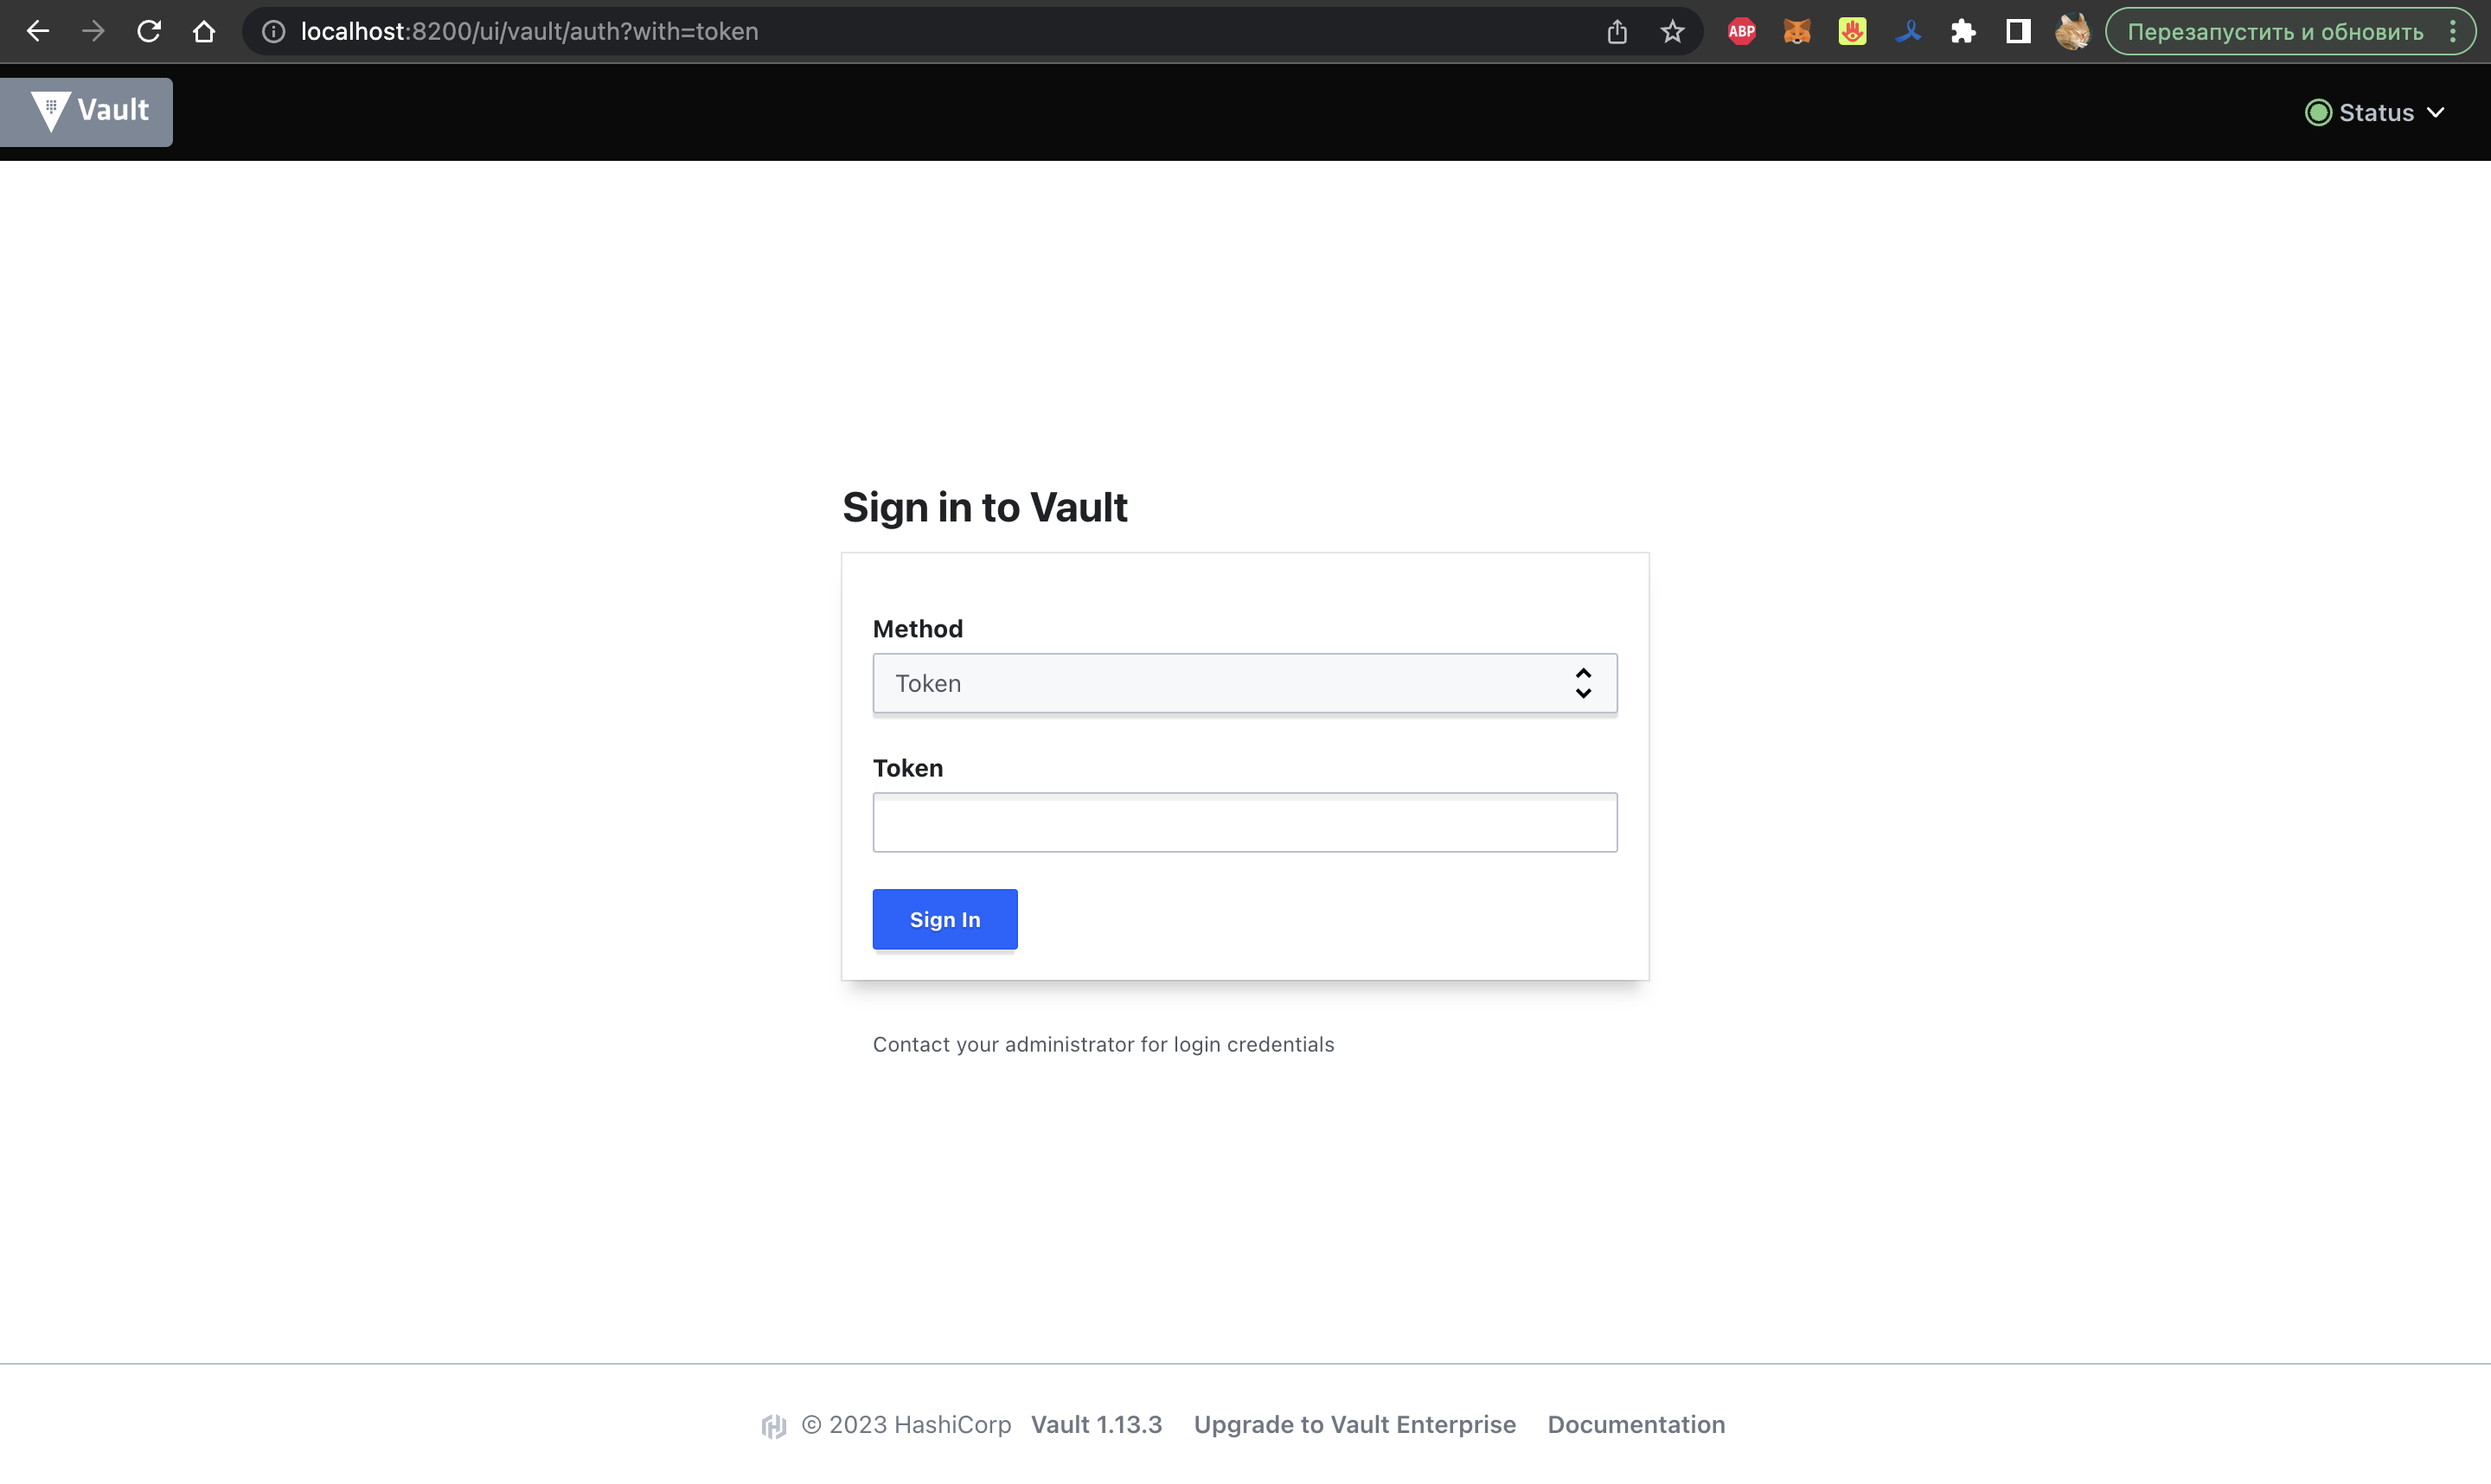 localhost:8200/ui/vault/auth?with=token
ABP
Перезапустить и обновить
Vault
Status
Sign in to Vault
Method
Token
Token
Sign In
Contact your administrator for login credentials
© 2023 HashiCorp Vault 1.13.3 Upgrade to Vault Enterprise Documentation